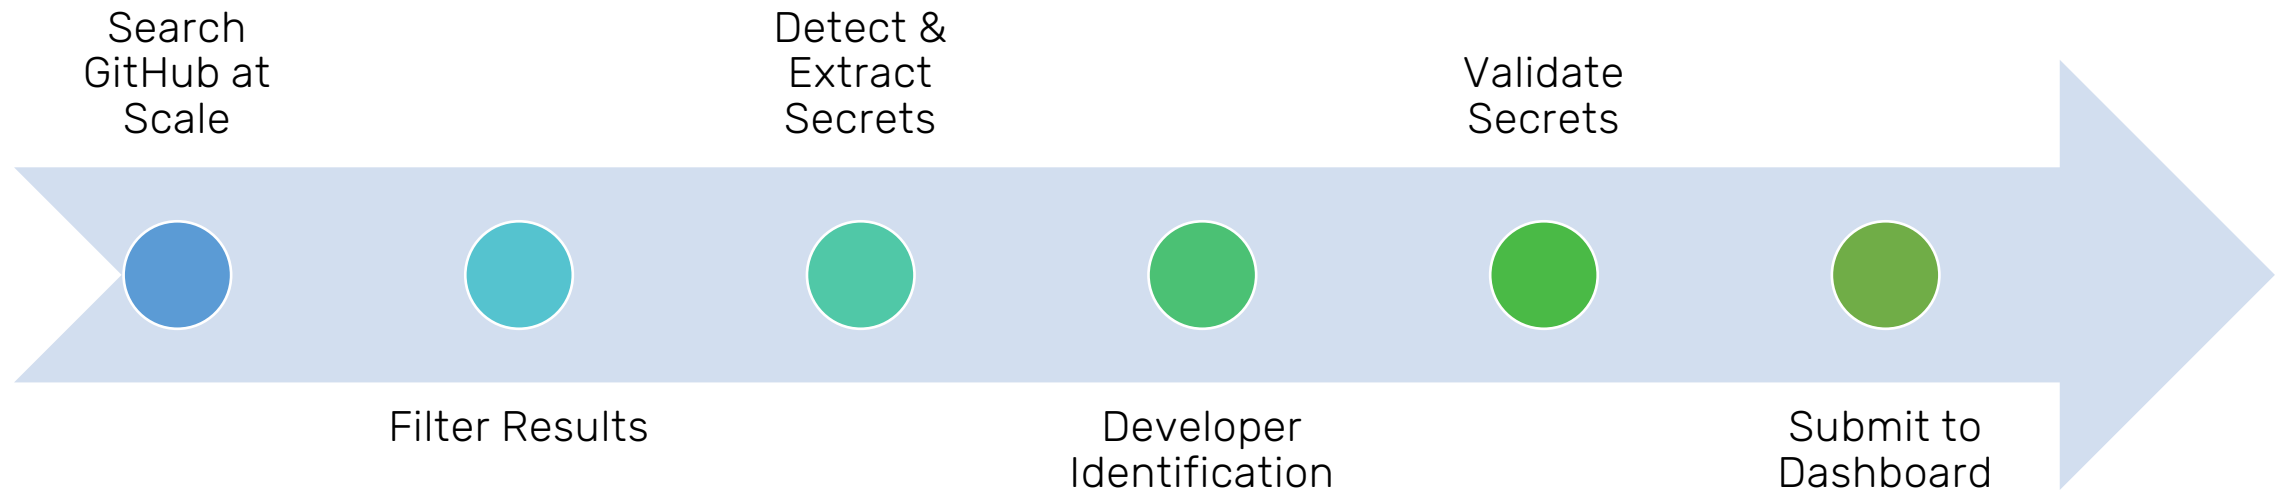 Search
GitHub at
Scale
Filter Results
Detect &
Extract
Secrets
Developer
Identification
Validate
Secrets
Submit to
Dashboard